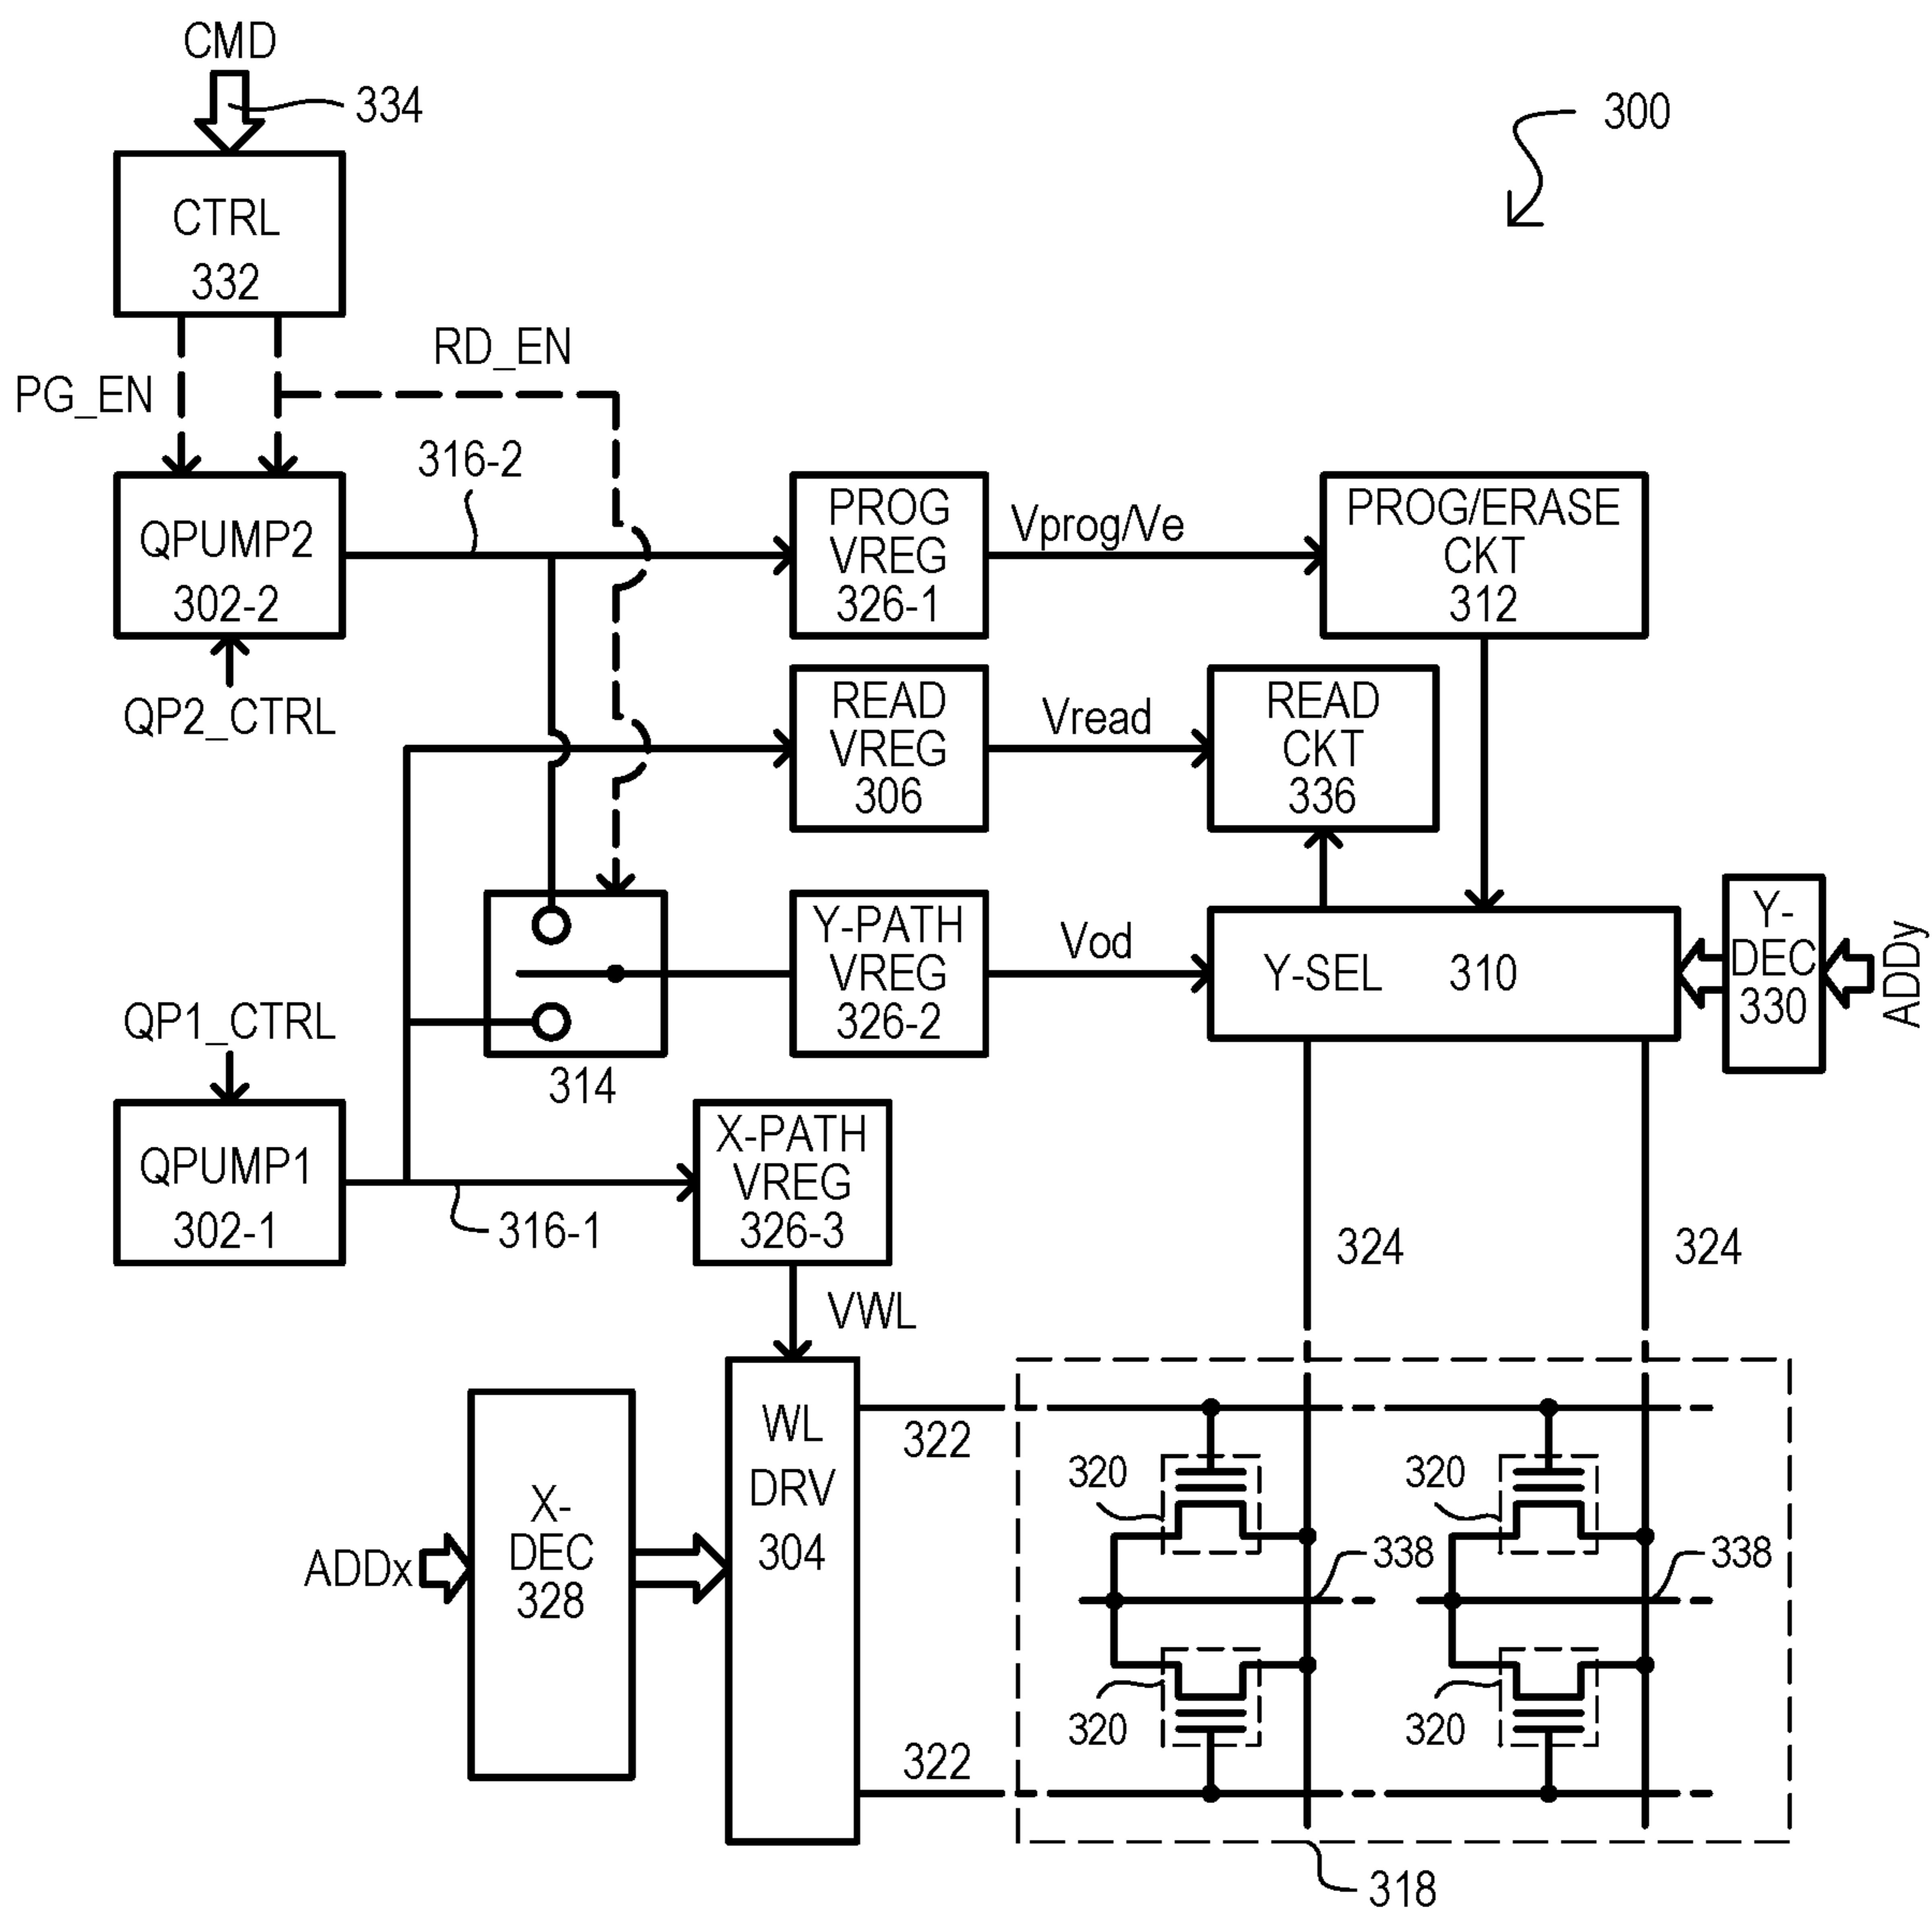 CMD
334
300
CTRL
332
RD_EN
PG_EN
316-2
QPUMP2
302-2
PROG
VREG
326-1
Vprog/Ve
PROG/ERASE
CKT
312
QP2_CTRL
READ
VREG
306
Vread
READ
CKT
336
Y-PATH
VREG
326-2
Vod
Y-SEL 310
Y-
DEC
330
ADDy
314
QP1_CTRL
QPUMP1
302-1
316-1
X-PATH
VREG
326-3
324
324
VWL
WL
DRV
304
322
X-
DEC
328
ADDx
320
320
338
338
320
320
322
318